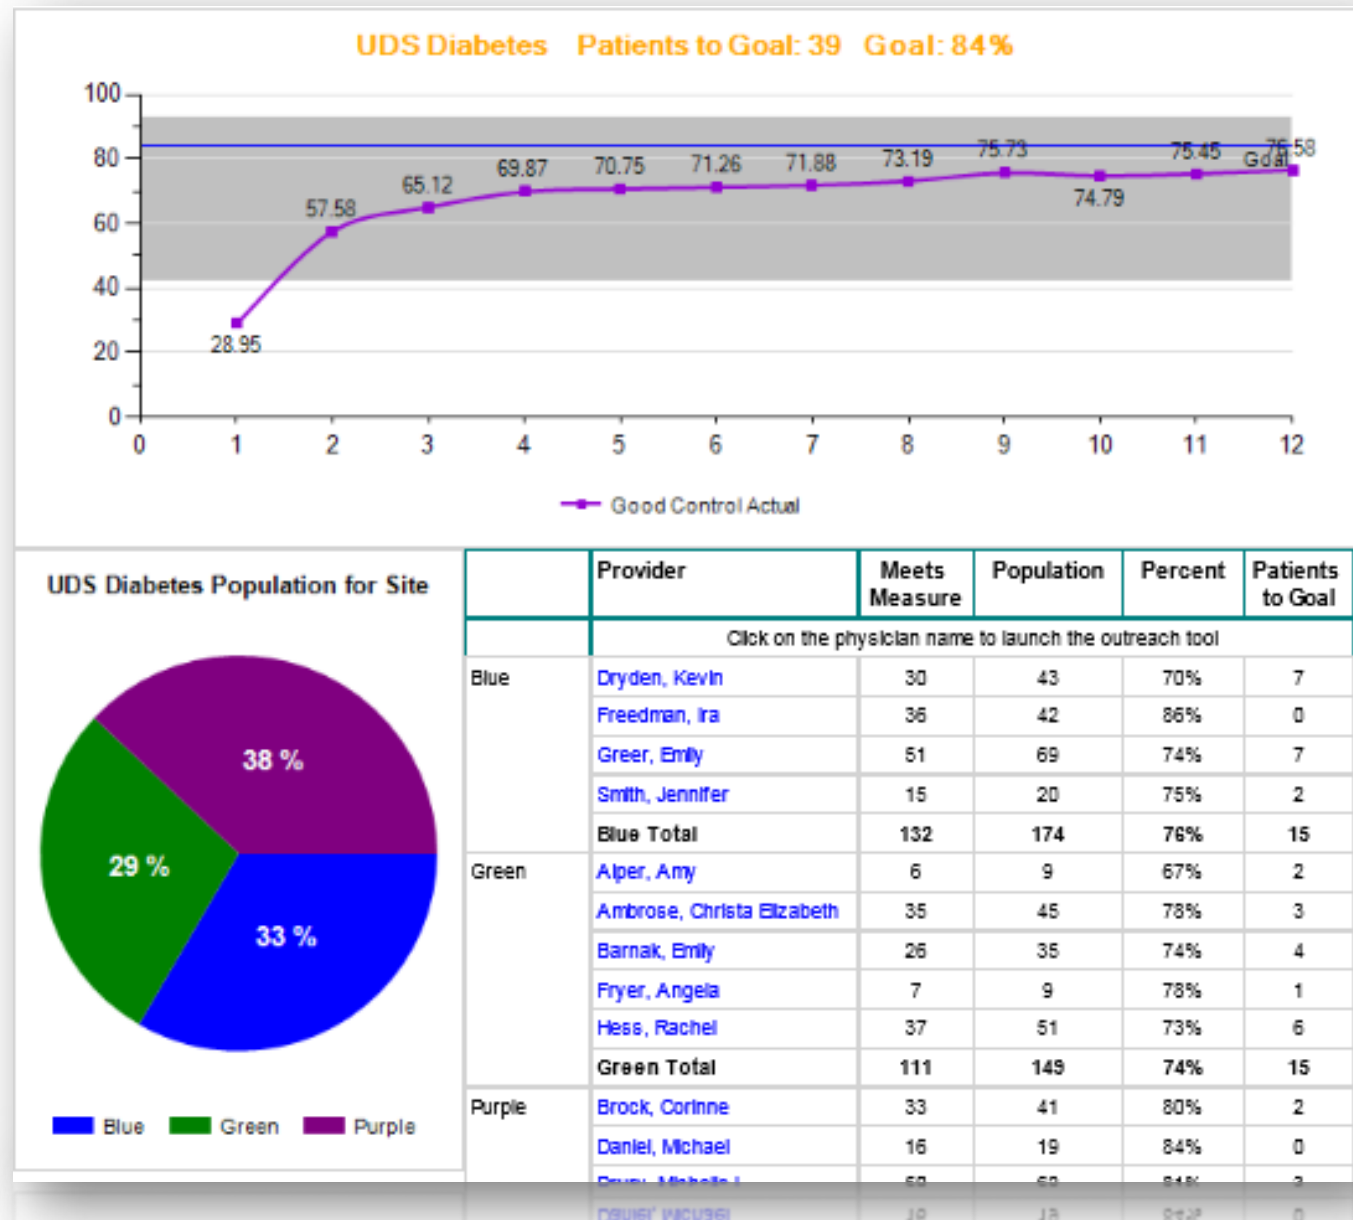 UDS Diabetes Patients to Goal: 39 Goal: 84%
100
80
60
40
20
0
28.95
57.58
65.12
69.87
70.75
71.26
71.88
73.19
75.73
74.79
75.45
76.58
Goal
0 1 2 3 4 5 6 7 8 9 10 11 12
Good Control Actual
UDS Diabetes Population for Site
38 %
29 %
33 %
Blue Green Purple
Provider Meets Measure Population Percent Patients to Goal
Click on the physician name to launch the outreach tool
Blue Dryden, Kevin 30 43 70% 7
Freedman, Ira 36 42 86% 0
Greer, Emily 51 69 74% 7
Smith, Jennifer 15 20 75% 2
Blue Total 132 174 76% 15
Green Alper, Amy 6 9 67% 2
Ambrose, Christa Elizabeth 35 45 78% 3
Barnak, Emily 26 35 74% 4
Fryer, Angela 7 9 78% 1
Hess, Rachel 37 51 73% 6
Green Total 111 149 74% 15
Purple Brock, Corinne 33 41 80% 2
Daniel, Michael 16 19 84% 0